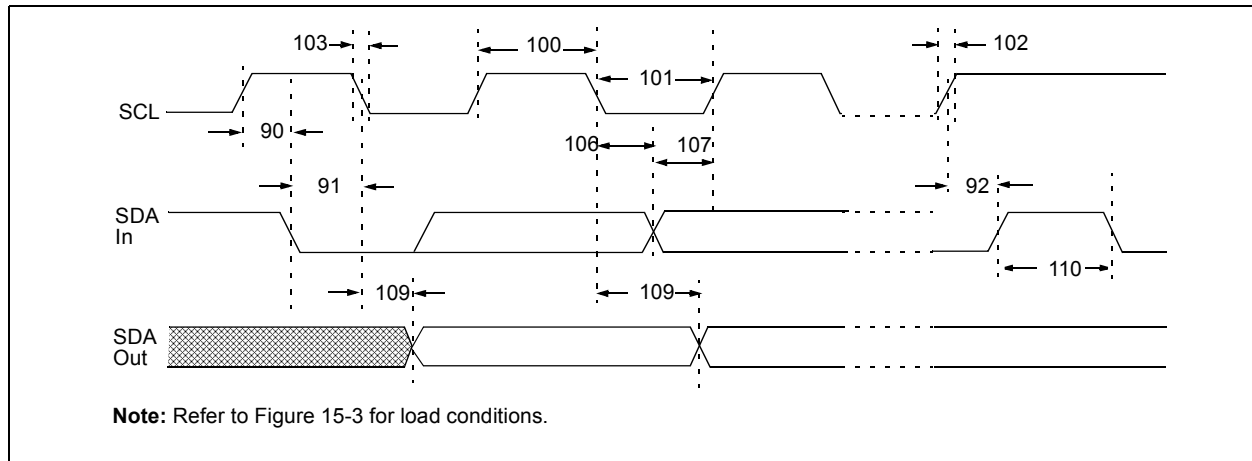 103
100
102
101
SCL
90
106
107
91
92
SDA
In
110
109
109
SDA
Out
Note: Refer to Figure 15-3 for load conditions.